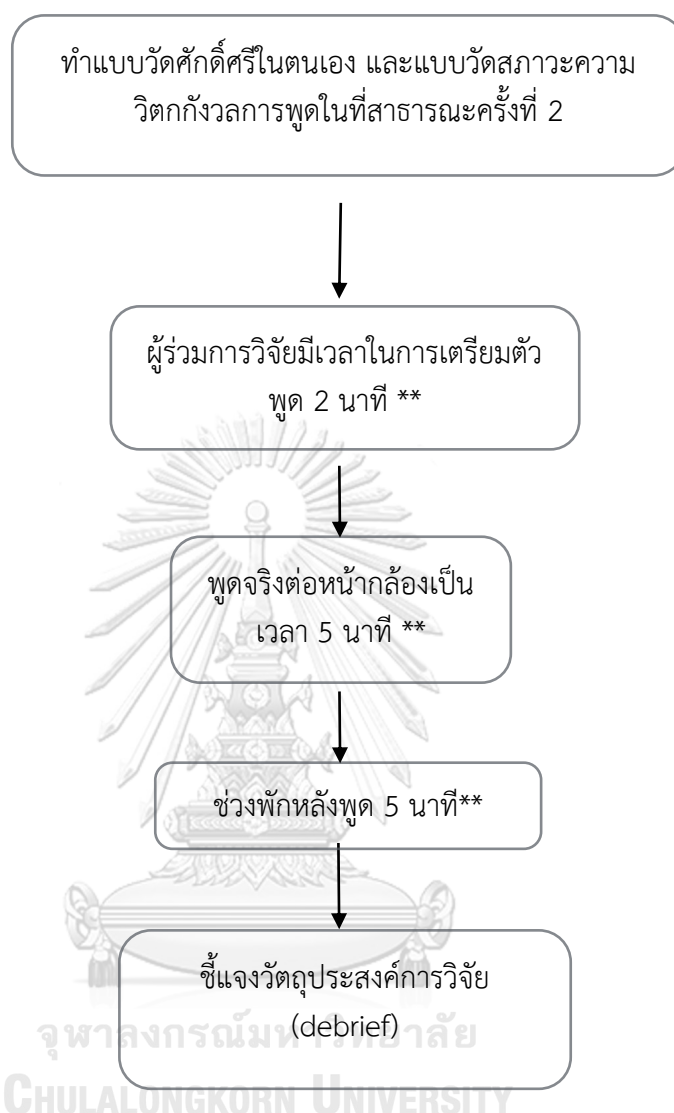 ทำแบบวัดศักดิ์ศรีในตนเอง และแบบวัดสภาวะความ
วิตกกังวลการพูดในที่สาธารณะครั้งที่ 2
ผู้ร่วมการวิจัยมีเวลาในการเตรียมตัว
พูด 2 นาที **
พูดจริงต่อหน้ากล้องเป็น
เวลา 5 นาที **
ช่วงพักหลังพูด 5 นาที**
ชี้แจงวัตถุประสงค์การวิจัย
(debrief)
จุฬาลงกรณ์มหาวิทยาลัย
CHULALONGKORN UNIVERSITY